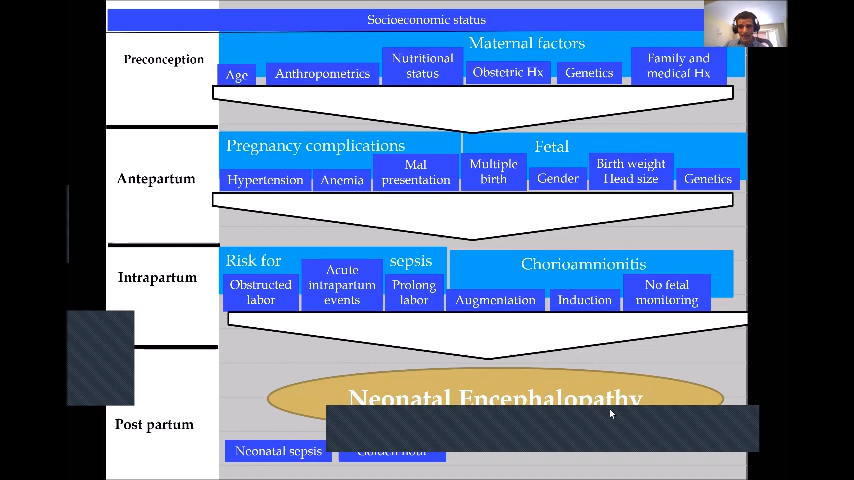 Socioeconomic status
Preconception
Maternal factors
Age
Anthropometrics
Nutritional
status
Obstetric Hx
Genetics
Family and
medical Hx
Antepartum
Pregnancy complications
Fetal
Hypertension
Anemia
Mal
presentation
Multiple
birth
Gender
Birth weight
Head size
Genetics
Intrapartum
Risk for sepsis
Chorioamnionitis
Obstructed
labor
Acute
intrapartum
events
Prolong
labor
Augmentation
Induction
No fetal
monitoring
Post partum
Neonatal Encephalopathy
Neonatal sepsis
Golden hour